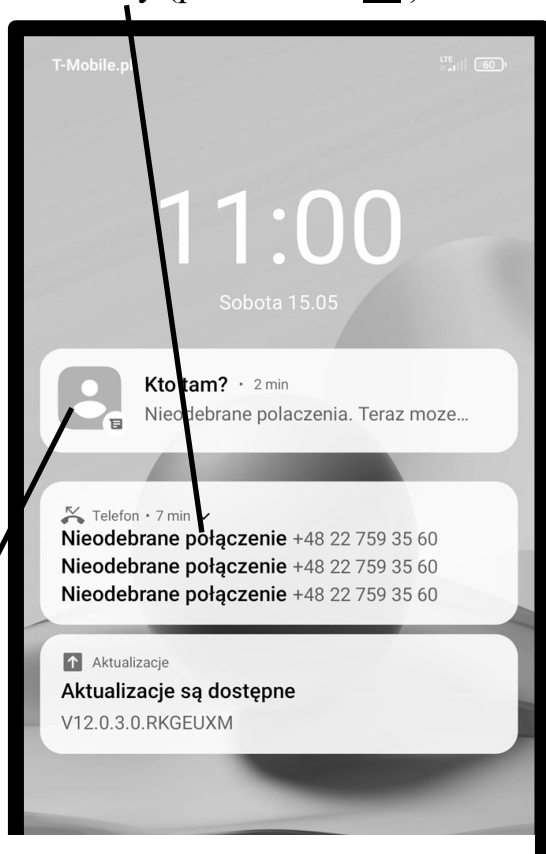 T-Mobile.pl
LTE
60
11:00
Sobota 15.05
Kto tam? • 2 min
Nieodebrane polaczenia. Teraz moze...
Telefon • 7 min
Nieodebrane połączenie +48 22 759 35 60
Nieodebrane połączenie +48 22 759 35 60
Nieodebrane połączenie +48 22 759 35 60
Aktualizacje
Aktualizacje są dostępne
V12.0.3.0.RKGEUXM